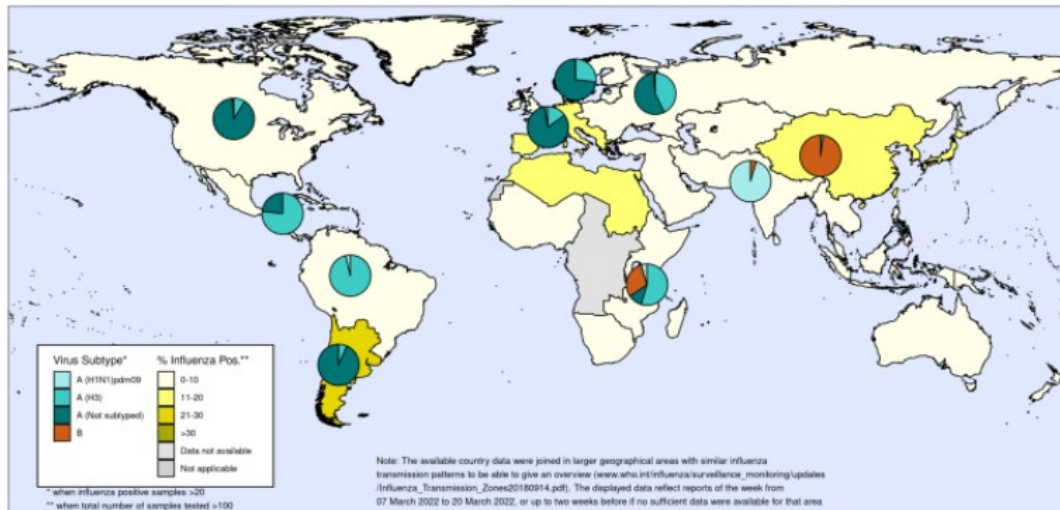 Virus Subtype*
A (H1N1)pdm09
A (H3)
A (Not subtyped)
B
% Influenza Pos.**
0-10
11-20
21-30
>30
Data not available
Not applicable
* when influenza positive samples >20
** when total number of samples tested >100
Note: The available country data were joined in larger geographical areas with similar influenza
transmission patterns to be able to give an overview (www.who.int/influenza/surveillance_monitoring/updates
/Influenza_Transmission_Zones20180914.pdf). The displayed data reflect reports of the week from
07 March 2022 to 20 March 2022, or up to two weeks before if no sufficient data were available for that area